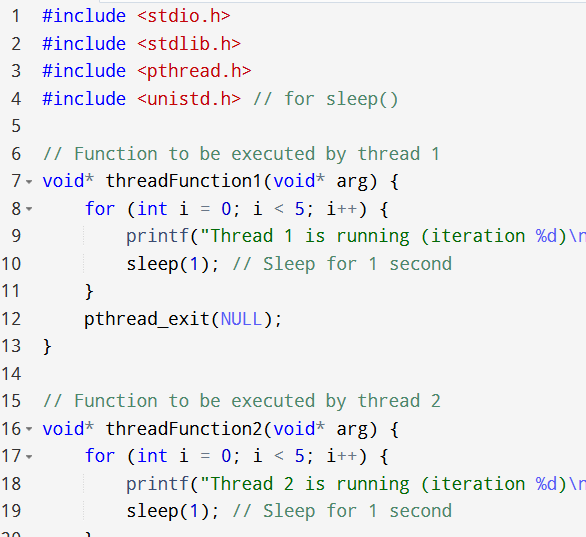 1 #include <stdio.h>
2 #include <stdlib.h>
3 #include <pthread.h>
4 #include <unistd.h> // for sleep()
5
6 // Function to be executed by thread 1
7 void* threadFunction1(void* arg) {
8     for (int i = 0; i < 5; i++) {
9         printf("Thread 1 is running (iteration %d)\n
10         sleep(1); // Sleep for 1 second
11     }
12     pthread_exit(NULL);
13 }
14
15 // Function to be executed by thread 2
16 void* threadFunction2(void* arg) {
17     for (int i = 0; i < 5; i++) {
18         printf("Thread 2 is running (iteration %d)\n
19         sleep(1); // Sleep for 1 second
20     }